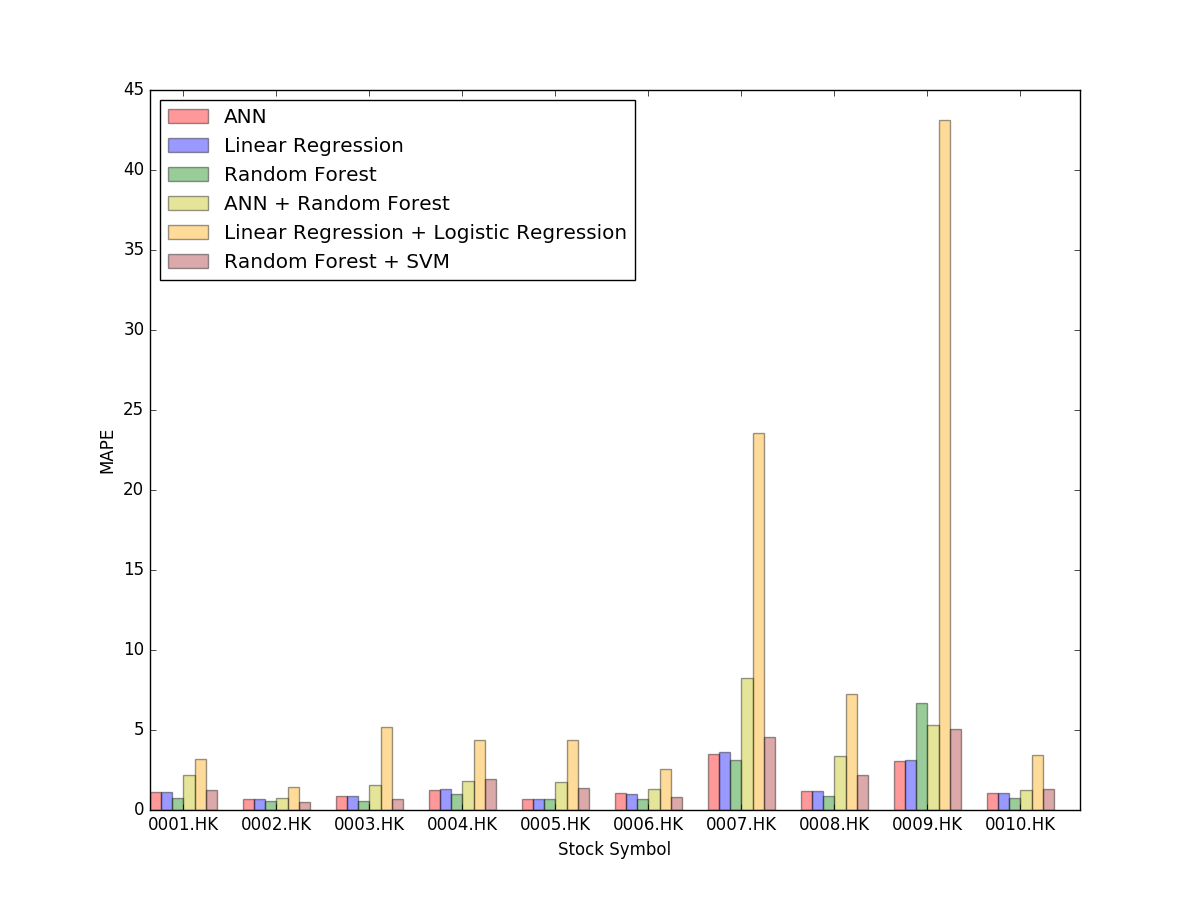 45
40
35
30
25
20
15
10
5
0
MAPE
ANN
Linear Regression
Random Forest
ANN + Random Forest
Linear Regression + Logistic Regression
Random Forest + SVM
0001.HK 0002.HK 0003.HK 0004.HK 0005.HK 0006.HK 0007.HK 0008.HK 0009.HK 0010.HK
Stock Symbol